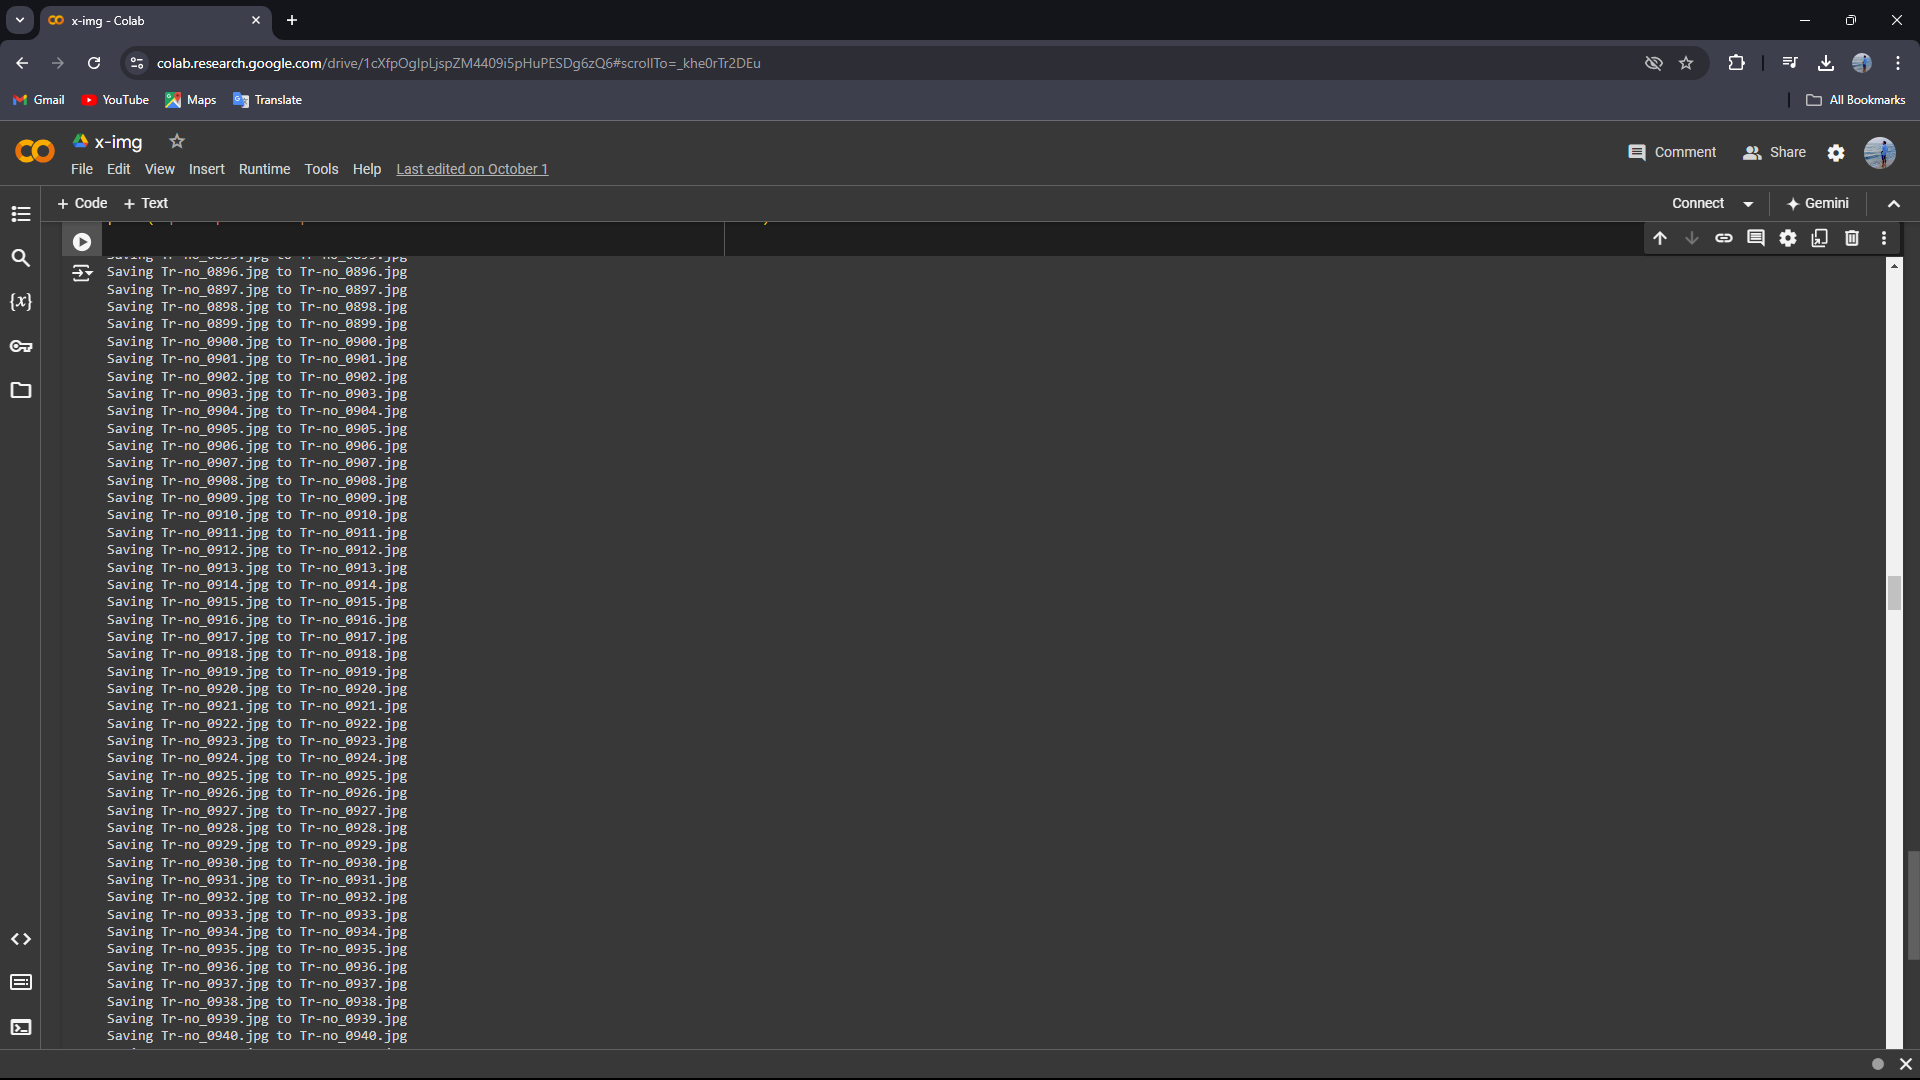 x-img - Colab
colab.research.google.com/drive/1cXfpOglpLjspZM4409i5pHuPESDg6zQ6#scrollTo=_khe0rTr2DEu
Gmail YouTube Maps Translate All Bookmarks
x-img
Comment Share
File Edit View Insert Runtime Tools Help Last edited on October 1
+ Code + Text Connect Gemini
Saving Tr-no_0895.jpg to Tr-no_0895.jpg
Saving Tr-no_0896.jpg to Tr-no_0896.jpg
Saving Tr-no_0897.jpg to Tr-no_0897.jpg
Saving Tr-no_0898.jpg to Tr-no_0898.jpg
Saving Tr-no_0899.jpg to Tr-no_0899.jpg
Saving Tr-no_0900.jpg to Tr-no_0900.jpg
Saving Tr-no_0901.jpg to Tr-no_0901.jpg
Saving Tr-no_0902.jpg to Tr-no_0902.jpg
Saving Tr-no_0903.jpg to Tr-no_0903.jpg
Saving Tr-no_0904.jpg to Tr-no_0904.jpg
Saving Tr-no_0905.jpg to Tr-no_0905.jpg
Saving Tr-no_0906.jpg to Tr-no_0906.jpg
Saving Tr-no_0907.jpg to Tr-no_0907.jpg
Saving Tr-no_0908.jpg to Tr-no_0908.jpg
Saving Tr-no_0909.jpg to Tr-no_0909.jpg
Saving Tr-no_0910.jpg to Tr-no_0910.jpg
Saving Tr-no_0911.jpg to Tr-no_0911.jpg
Saving Tr-no_0912.jpg to Tr-no_0912.jpg
Saving Tr-no_0913.jpg to Tr-no_0913.jpg
Saving Tr-no_0914.jpg to Tr-no_0914.jpg
Saving Tr-no_0915.jpg to Tr-no_0915.jpg
Saving Tr-no_0916.jpg to Tr-no_0916.jpg
Saving Tr-no_0917.jpg to Tr-no_0917.jpg
Saving Tr-no_0918.jpg to Tr-no_0918.jpg
Saving Tr-no_0919.jpg to Tr-no_0919.jpg
Saving Tr-no_0920.jpg to Tr-no_0920.jpg
Saving Tr-no_0921.jpg to Tr-no_0921.jpg
Saving Tr-no_0922.jpg to Tr-no_0922.jpg
Saving Tr-no_0923.jpg to Tr-no_0923.jpg
Saving Tr-no_0924.jpg to Tr-no_0924.jpg
Saving Tr-no_0925.jpg to Tr-no_0925.jpg
Saving Tr-no_0926.jpg to Tr-no_0926.jpg
Saving Tr-no_0927.jpg to Tr-no_0927.jpg
Saving Tr-no_0928.jpg to Tr-no_0928.jpg
Saving Tr-no_0929.jpg to Tr-no_0929.jpg
Saving Tr-no_0930.jpg to Tr-no_0930.jpg
Saving Tr-no_0931.jpg to Tr-no_0931.jpg
Saving Tr-no_0932.jpg to Tr-no_0932.jpg
Saving Tr-no_0933.jpg to Tr-no_0933.jpg
Saving Tr-no_0934.jpg to Tr-no_0934.jpg
Saving Tr-no_0935.jpg to Tr-no_0935.jpg
Saving Tr-no_0936.jpg to Tr-no_0936.jpg
Saving Tr-no_0937.jpg to Tr-no_0937.jpg
Saving Tr-no_0938.jpg to Tr-no_0938.jpg
Saving Tr-no_0939.jpg to Tr-no_0939.jpg
Saving Tr-no_0940.jpg to Tr-no_0940.jpg